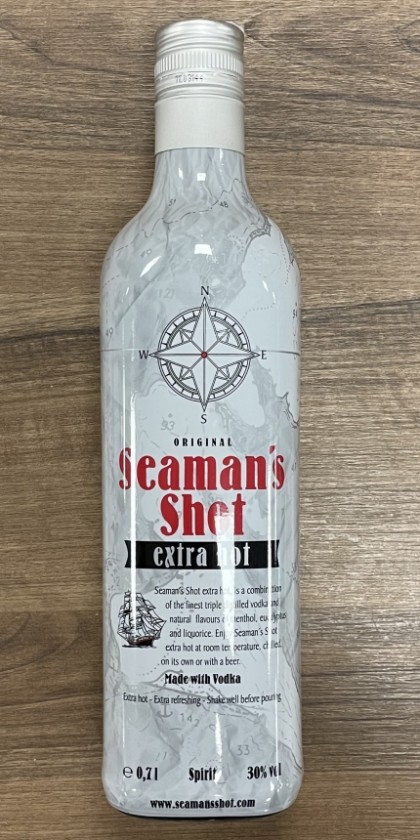 N
W E
S
ORIGINAL
Seaman's
Shot
extra hot
Seaman's Shot extra hot, is a combination
of the finest triple distilled vodka and
natural flavours of menthol, eucalyptus
and liquorice. Enjoy Seaman's Shot
extra hot at room temperature, chilled,
on its own or with a beer.
Made with Vodka
Extra hot - Extra refreshing - Shake well before pouring
℮ 0,7 l Spirit 30% vol
www.seamansshot.com